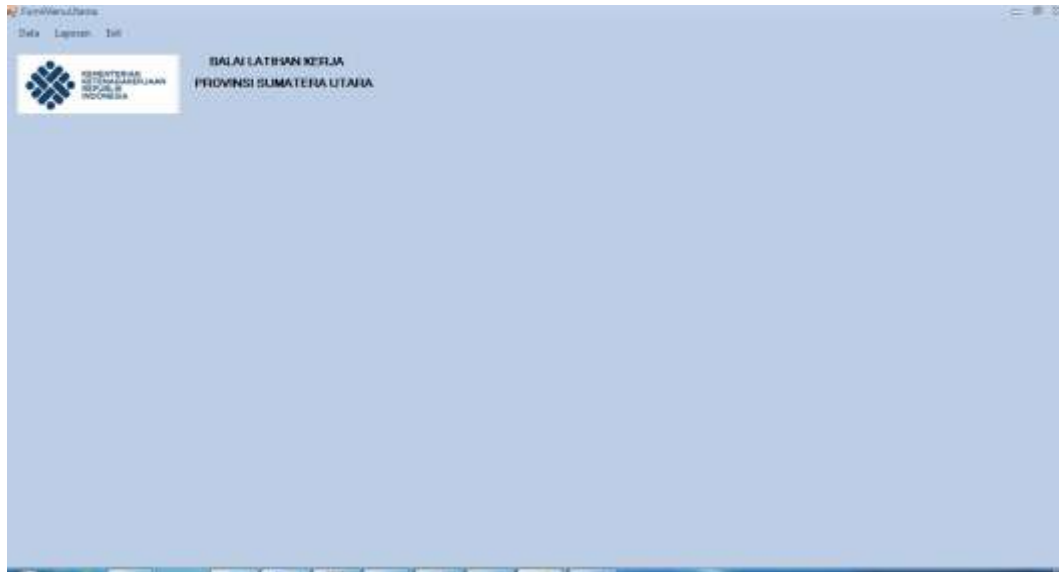 FormMenuUtama
Data Laporan Exit
KEMENTERIAN
KETENAGAKERJAAN
REPUBLIK
INDONESIA
BALAI LATIHAN KERJA
PROVINSI SUMATERA UTARA